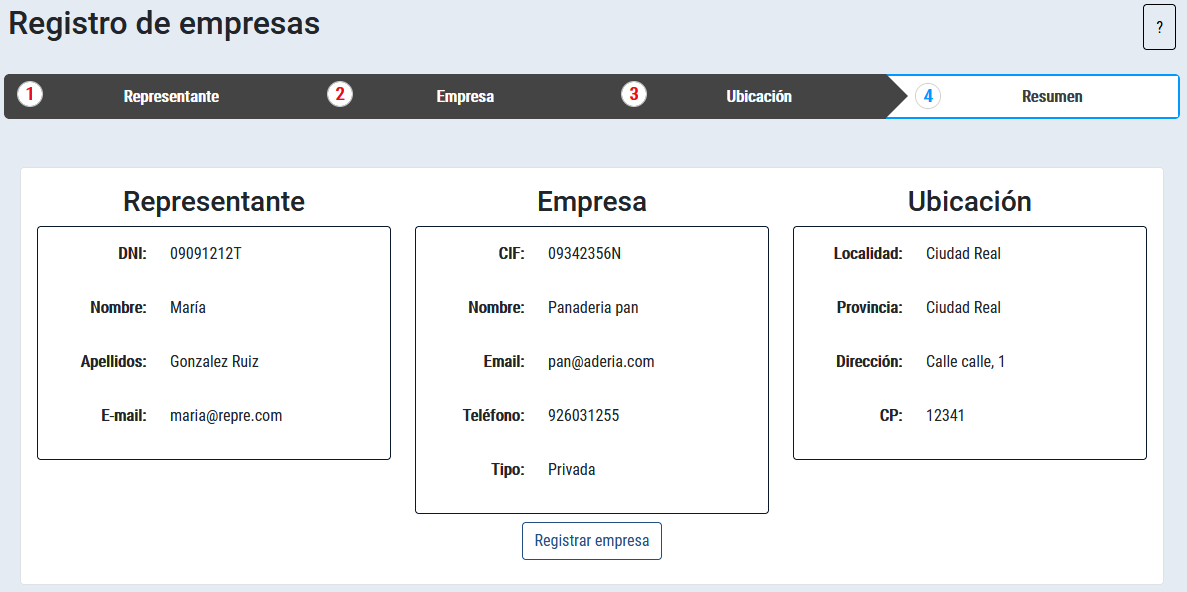 Registro de empresas
?
1 Representante 2 Empresa 3 Ubicación 4 Resumen
Representante
DNI: 09091212T
Nombre: María
Apellidos: Gonzalez Ruiz
E-mail: maria@repre.com
Empresa
CIF: 09342356N
Nombre: Panaderia pan
Email: pan@aderia.com
Teléfono: 926031255
Tipo: Privada
Ubicación
Localidad: Ciudad Real
Provincia: Ciudad Real
Dirección: Calle calle, 1
CP: 12341
Registrar empresa